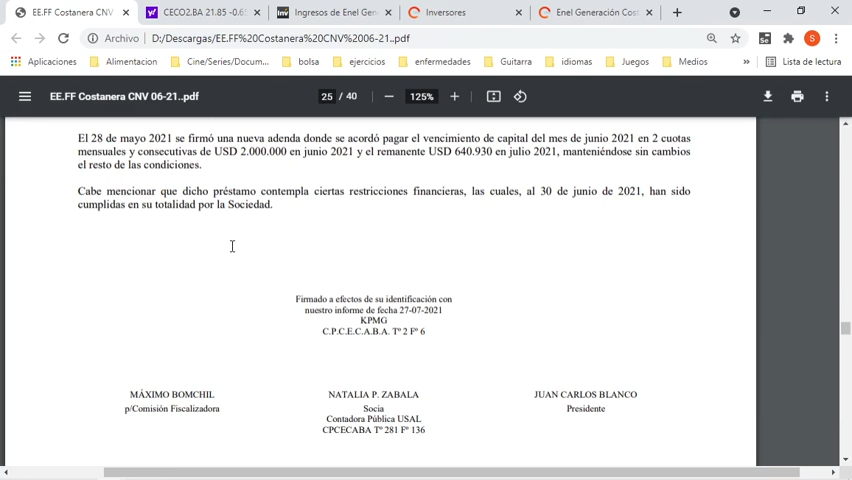 EE.FF Costanera CNV
CECO2.BA 21.85 -0.6
Ingresos de Enel Gene
Inversores
Enel Generación Cost
Archivo
D:/Descargas/EE.FF%20Costanera%20CNV%2006-21..pdf
Aplicaciones
Alimentacion
Cine/Series/Docum...
bolsa
ejercicios
enfermedades
Guitarra
idiomas
Juegos
Medios
»
Lista de lectura
EE.FF Costanera CNV 06-21..pdf
25 / 40
125%
El 28 de mayo 2021 se firmó una nueva adenda donde se acordó pagar el vencimiento de capital del mes de junio 2021 en 2 cuotas
mensuales y consecutivas de USD 2.000.000 en junio 2021 y el remanente USD 640.930 en julio 2021, manteniéndose sin cambios
el resto de las condiciones.
Cabe mencionar que dicho préstamo contempla ciertas restricciones financieras, las cuales, al 30 de junio de 2021, han sido
cumplidas en su totalidad por la Sociedad.
Firmado a efectos de su identificación con
nuestro informe de fecha 27-07-2021
KPMG
C.P.C.E.C.A.B.A. Tº 2 Fº 6
MÁXIMO BOMCHIL
p/Comisión Fiscalizadora
NATALIA P. ZABALA
Socia
Contadora Pública USAL
CPCECABA Tº 281 Fº 136
JUAN CARLOS BLANCO
Presidente